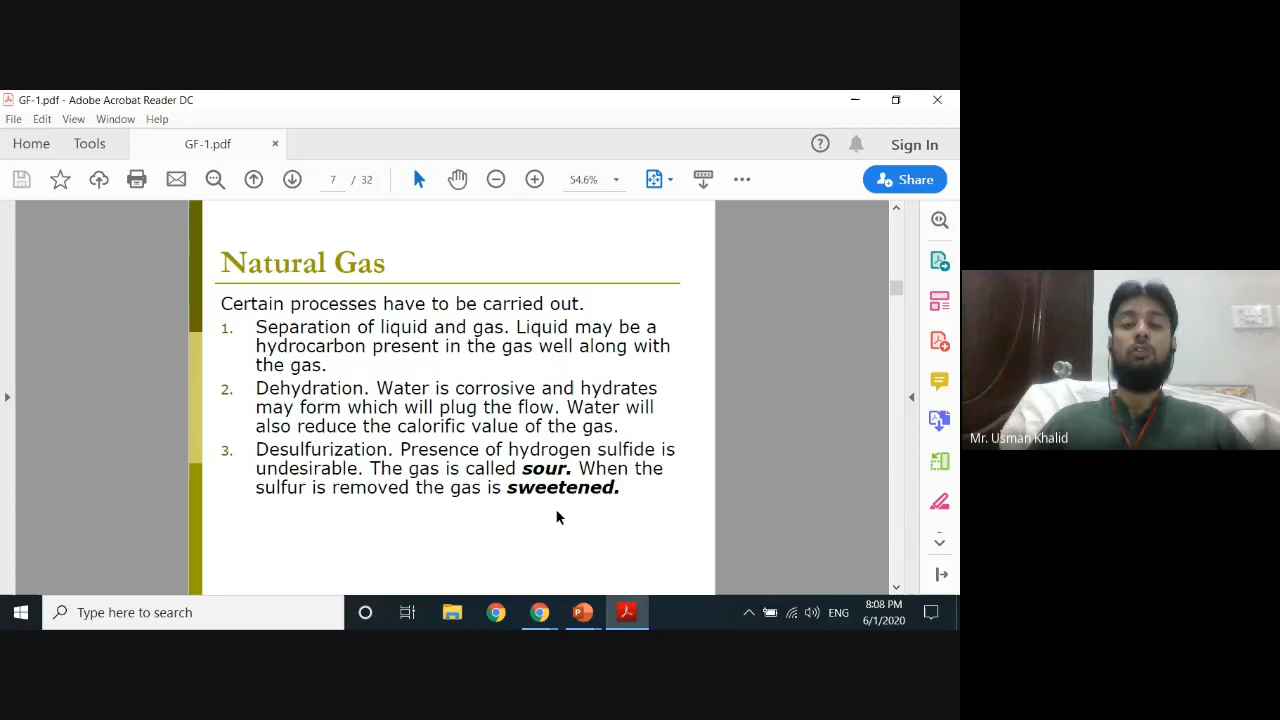 GF-1.pdf - Adobe Acrobat Reader DC
File Edit View Window Help
Home Tools GF-1.pdf × Sign In
7 / 32 54.6% Share
Natural Gas
Certain processes have to be carried out.
1. Separation of liquid and gas. Liquid may be a
hydrocarbon present in the gas well along with
the gas.
2. Dehydration. Water is corrosive and hydrates
may form which will plug the flow. Water will
also reduce the calorific value of the gas.
3. Desulfurization. Presence of hydrogen sulfide is
undesirable. The gas is called sour. When the
sulfur is removed the gas is sweetened.
Mr. Usman Khalid
Type here to search
ENG
8:08 PM
6/1/2020